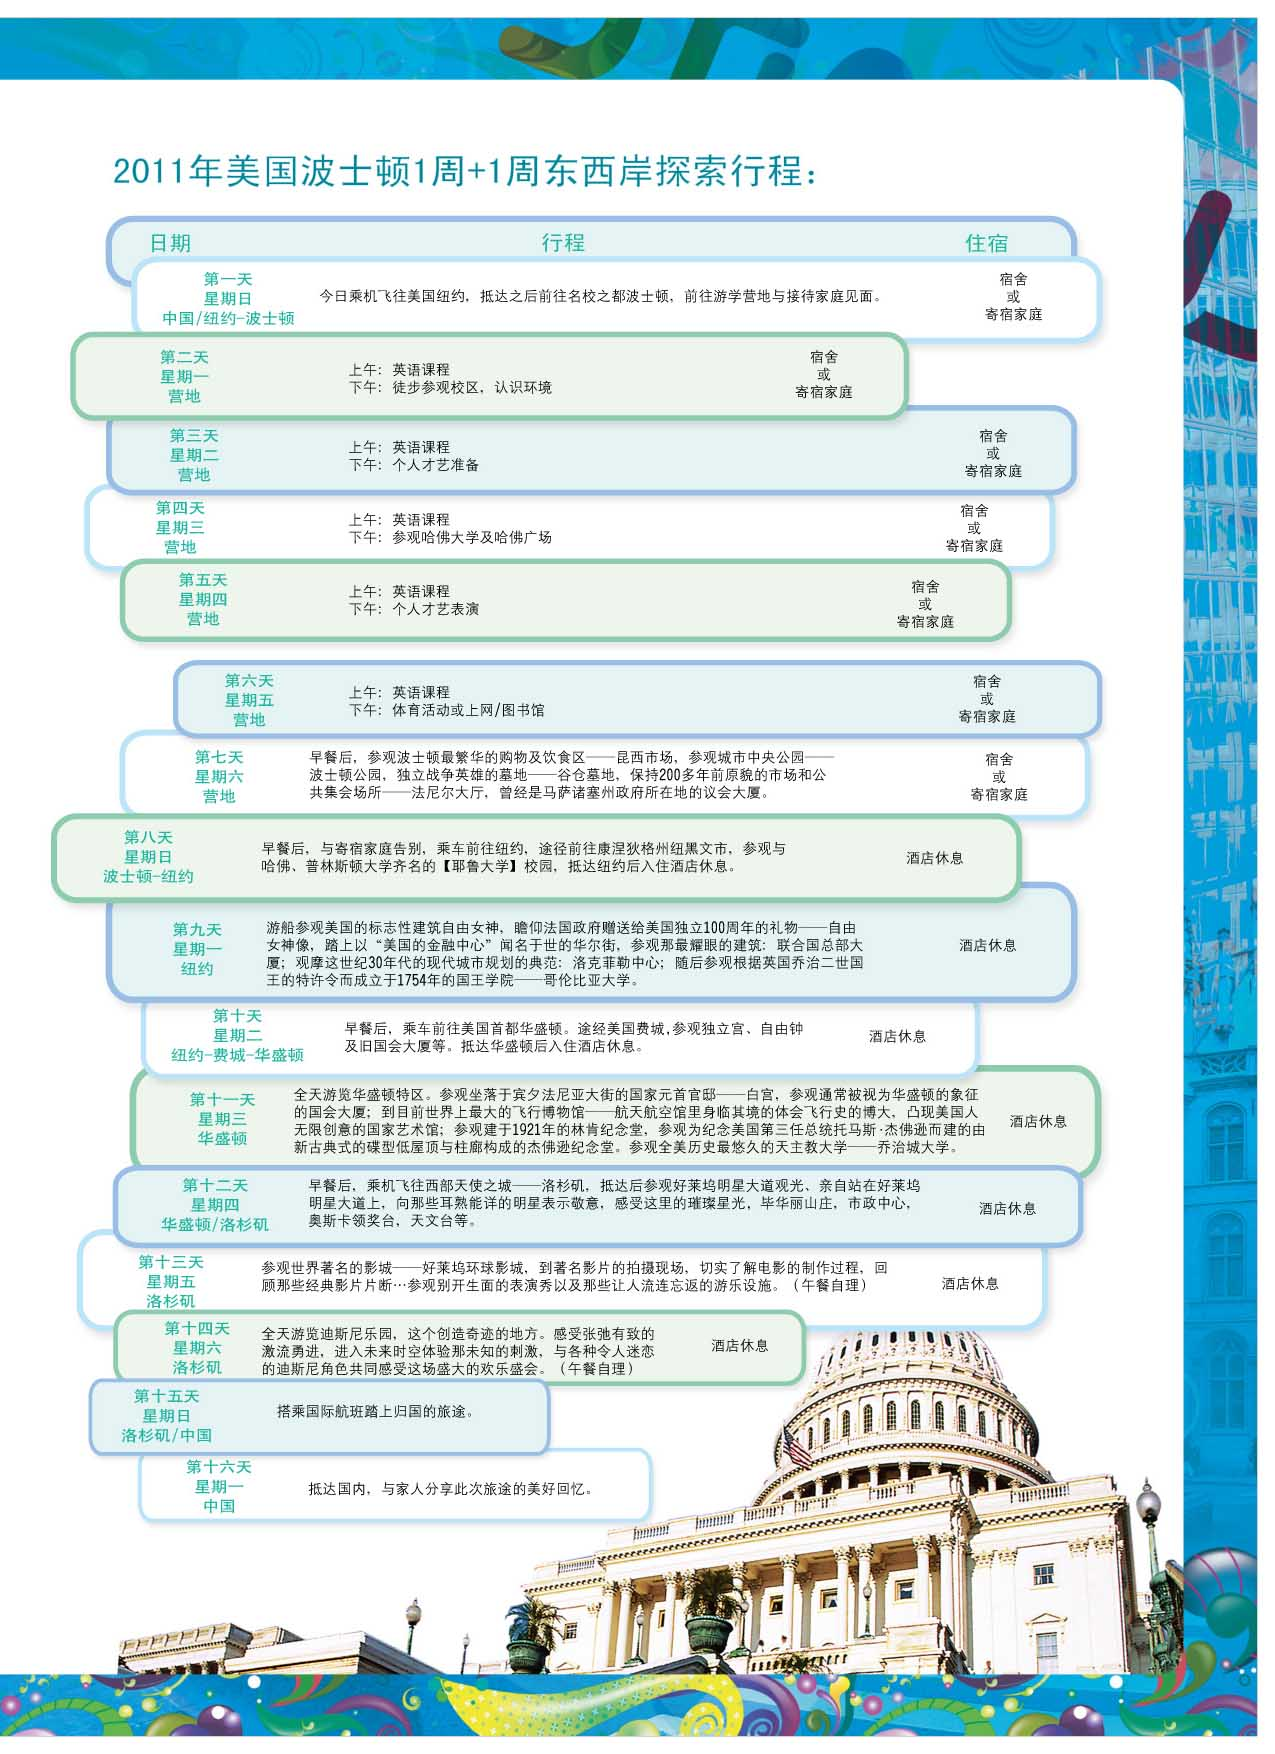 2011年美国波士顿1周+1周东西岸探索行程：
日期 行程 住宿
第一天
星期日
中国/纽约-波士顿
今日乘机飞往美国纽约，抵达之后前往名校之都波士顿，前往游学营地与接待家庭见面。
宿舍
或
寄宿家庭
第二天
星期一
营地
上午：英语课程
下午：徒步参观校区，认识环境
宿舍
或
寄宿家庭
第三天
星期二
营地
上午：英语课程
下午：个人才艺准备
宿舍
或
寄宿家庭
第四天
星期三
营地
上午：英语课程
下午：参观哈佛大学及哈佛广场
宿舍
或
寄宿家庭
第五天
星期四
营地
上午：英语课程
下午：个人才艺表演
宿舍
或
寄宿家庭
第六天
星期五
营地
上午：英语课程
下午：体育活动或上网/图书馆
宿舍
或
寄宿家庭
第七天
星期六
营地
早餐后，参观波士顿最繁华的购物及饮食区——昆西市场，参观城市中央公园——
波士顿公园，独立战争英雄的墓地——谷仓墓地，保持200多年前原貌的市场和公
共集会场所——法尼尔大厅，曾经是马萨诸塞州政府所在地的议会大厦。
宿舍
或
寄宿家庭
第八天
星期日
波士顿-纽约
早餐后，与寄宿家庭告别，乘车前往纽约，途径前往康涅狄格州纽黑文市，参观与
哈佛、普林斯顿大学齐名的【耶鲁大学】校园，抵达纽约后入住酒店休息。
酒店休息
第九天
星期一
纽约
游船参观美国的标志性建筑自由女神，瞻仰法国政府赠送给美国独立100周年的礼物——自由
女神像，踏上以“美国的金融中心”闻名于世的华尔街，参观那最耀眼的建筑：联合国总部大
厦；观摩这世纪30年代的现代城市规划的典范：洛克菲勒中心；随后参观根据英国乔治二世国
王的特许令而成立于1754年的国王学院——哥伦比亚大学。
酒店休息
第十天
星期二
纽约-费城-华盛顿
早餐后，乘车前往美国首都华盛顿。途经美国费城,参观独立宫、自由钟
及旧国会大厦等。抵达华盛顿后入住酒店休息。
酒店休息
第十一天
星期三
华盛顿
全天游览华盛顿特区。参观坐落于宾夕法尼亚大街的国家元首官邸——白宫，参观通常被视为华盛顿的象征
的国会大厦；到目前世界上最大的飞行博物馆——航天航空馆里身临其境的体会飞行史的博大，凸现美国人
无限创意的国家艺术馆；参观建于1921年的林肯纪念堂，参观为纪念美国第三任总统托马斯·杰佛逊而建的由
新古典式的碟型低屋顶与柱廊构成的杰佛逊纪念堂。参观全美历史最悠久的天主教大学——乔治城大学。
酒店休息
第十二天
星期四
华盛顿/洛杉矶
早餐后，乘机飞往西部天使之城——洛杉矶，抵达后参观好莱坞明星大道观光、亲自站在好莱坞
明星大道上，向那些耳熟能详的明星表示敬意，感受这里的璀璨星光，毕华丽山庄，市政中心，
奥斯卡领奖台，天文台等。
酒店休息
第十三天
星期五
洛杉矶
参观世界著名的影城——好莱坞环球影城，到著名影片的拍摄现场，切实了解电影的制作过程，回
顾那些经典影片片断…参观别开生面的表演秀以及那些让人流连忘返的游乐设施。（午餐自理）
酒店休息
第十四天
星期六
洛杉矶
全天游览迪斯尼乐园，这个创造奇迹的地方。感受张弛有致的
激流勇进，进入未来时空体验那未知的刺激，与各种令人迷恋
的迪斯尼角色共同感受这场盛大的欢乐盛会。（午餐自理）
酒店休息
第十五天
星期日
洛杉矶/中国
搭乘国际航班踏上归国的旅途。
第十六天
星期一
中国
抵达国内，与家人分享此次旅途的美好回忆。